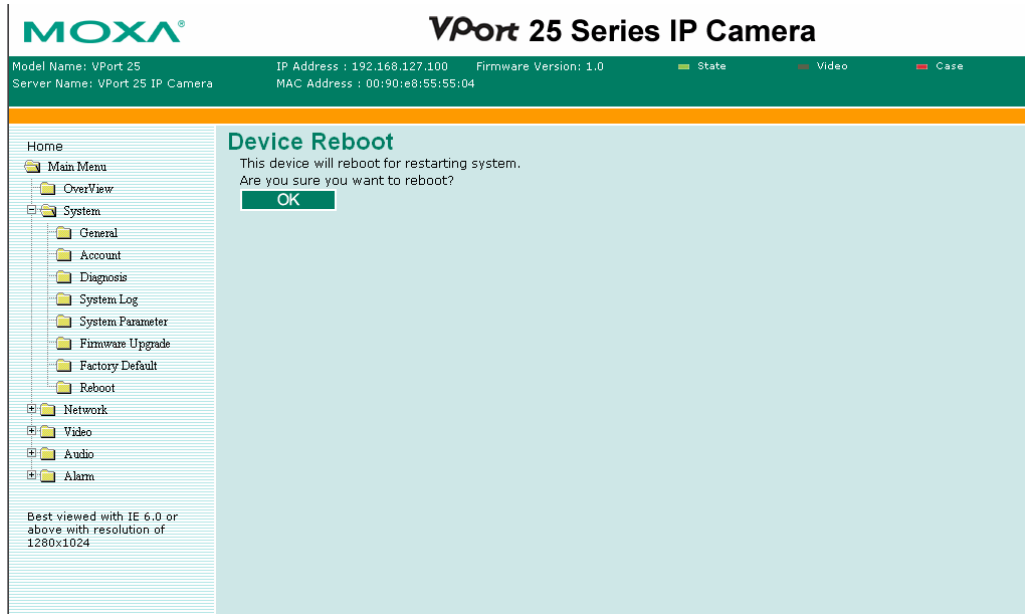 MOXA®
VPort 25 Series IP Camera
Model Name: VPort 25
IP Address : 192.168.127.100
Firmware Version: 1.0
State
Video
Case
Server Name: VPort 25 IP Camera
MAC Address : 00:90:e8:55:55:04
Home
Main Menu
OverView
System
General
Account
Diagnosis
System Log
System Parameter
Firmware Upgrade
Factory Default
Reboot
Network
Video
Audio
Alarm
Best viewed with IE 6.0 or
above with resolution of
1280x1024
Device Reboot
This device will reboot for restarting system.
Are you sure you want to reboot?
OK